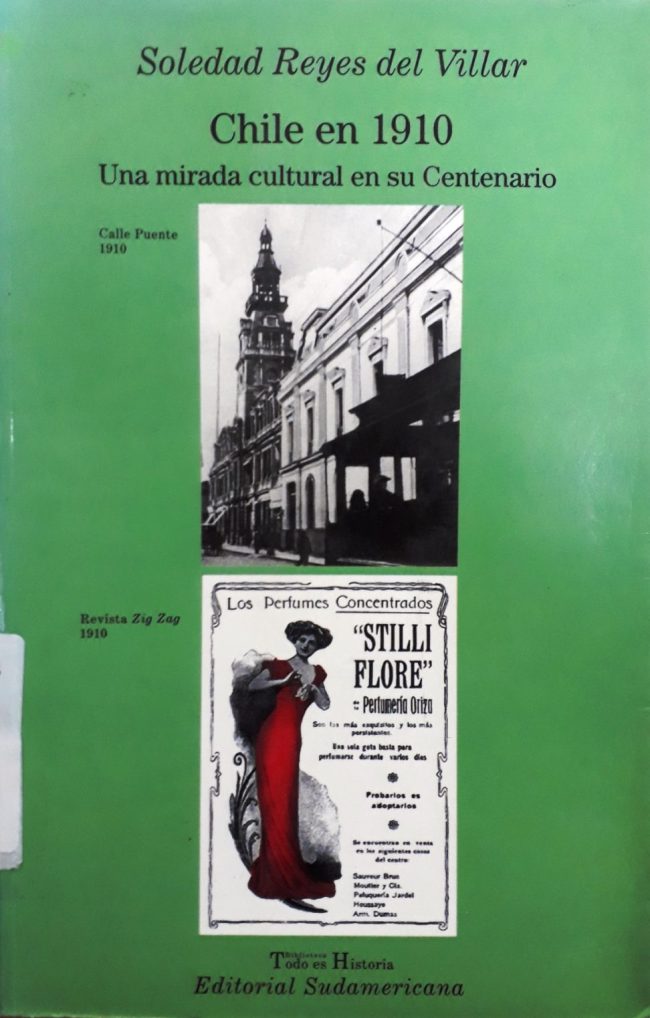 Soledad Reyes del Villar
Chile en 1910
Una mirada cultural en su Centenario
Calle Puente
1910
Revista Zig Zag
1910
Los Perfumes Concentrados
"STILLI
FLORE"
de la Perfumería Oriza
Son los más exquisitos y los más
persistentes.
Una sola gota basta para
perfumarse durante varios días
Probarlos es
adoptarlos
Se encuentran en venta
en las siguientes casas
del centro:
Sauveur Brun
Moutier y Cía.
Peluquería Jardel
Houssaye
Arm. Dumas
Biblioteca
Todo es Historia
Editorial Sudamericana